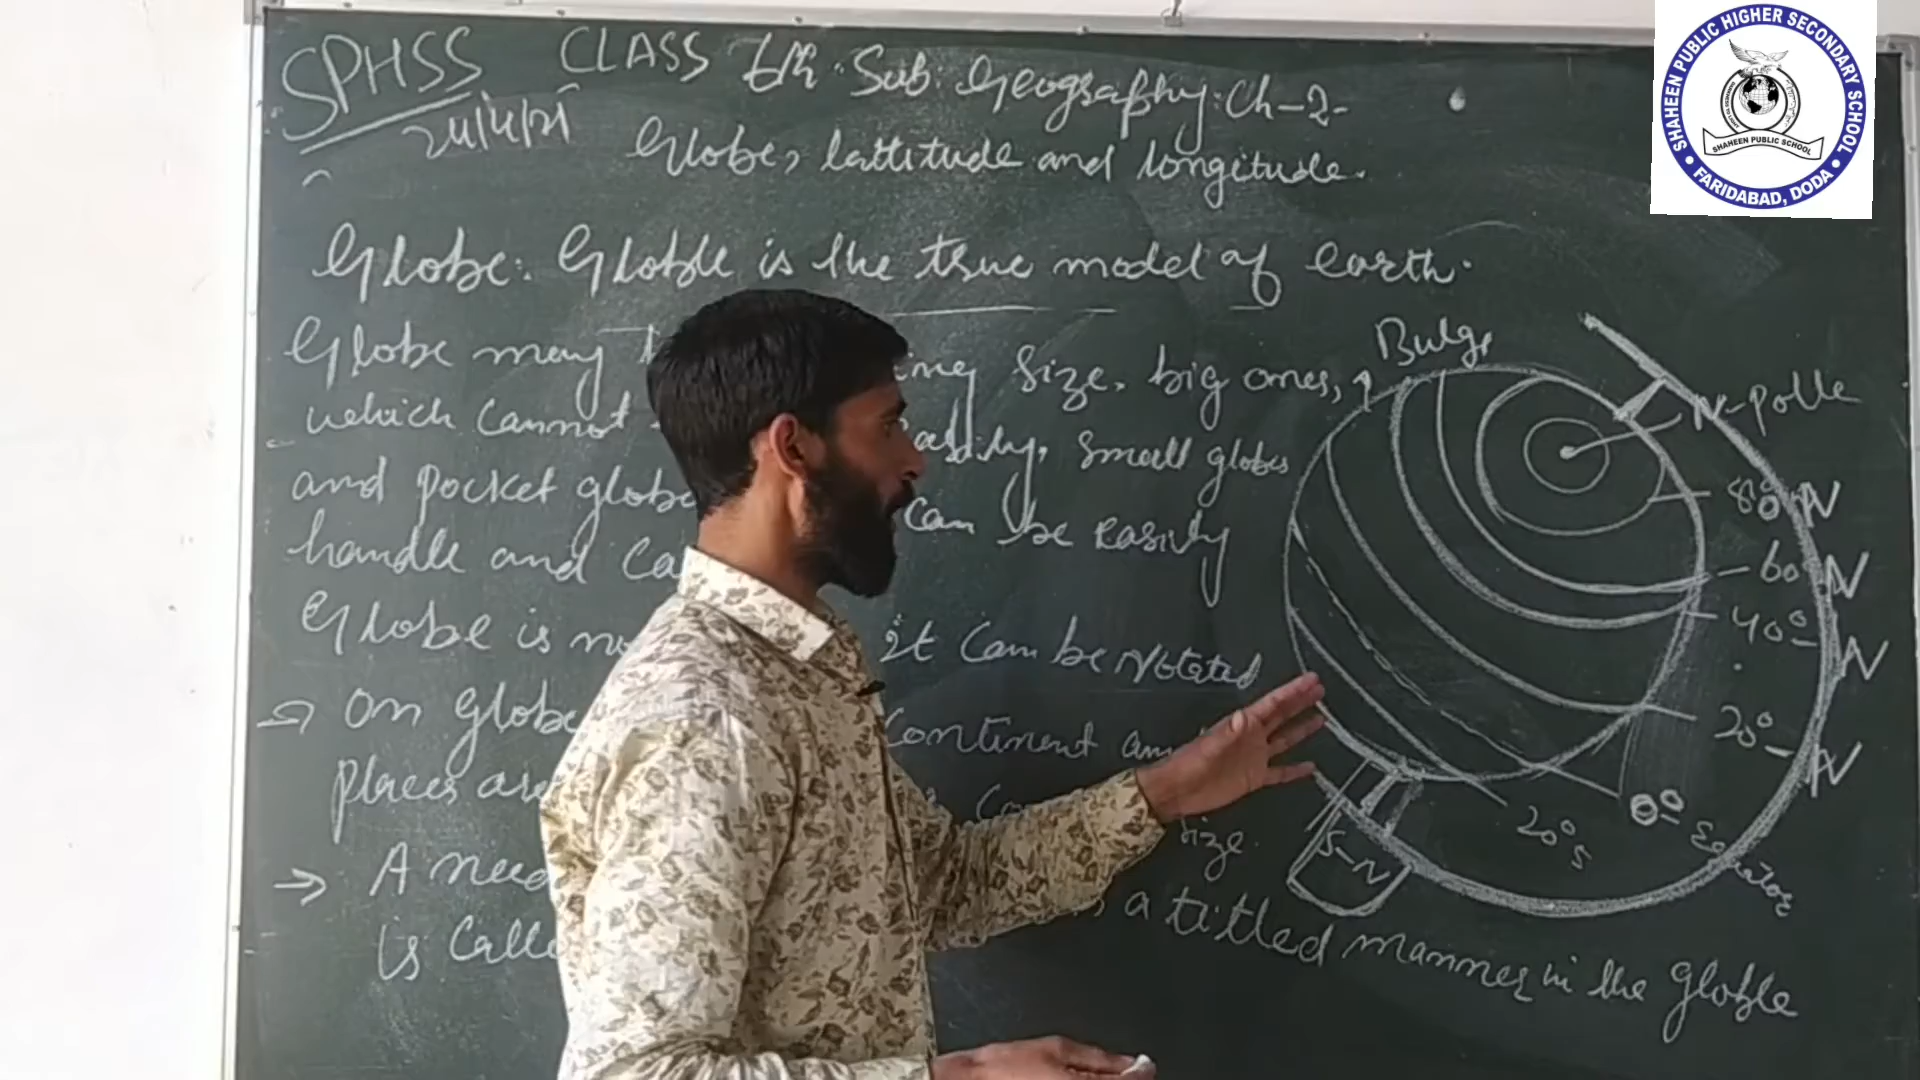 SPHSS CLASS 6th. Sub: Geography: Ch-2-
24/4/21
Globe, lattitude and longitude.
Globe: Globle is the true model of earth.
Globe may size, big ones,
which cannot small globes
and pocket globe can be easily
handle and
Globe is it can be rotated
On globe Continent
places are size.
A need a titled manner in the globle
is calle
Bulge
N-polle
80° N
60° N
40° N
20° N
0° Equator
20° S
S-N
SHAHEEN PUBLIC HIGHER SECONDARY SCHOOL
SHAHEEN PUBLIC SCHOOL
FARIDABAD, DODA